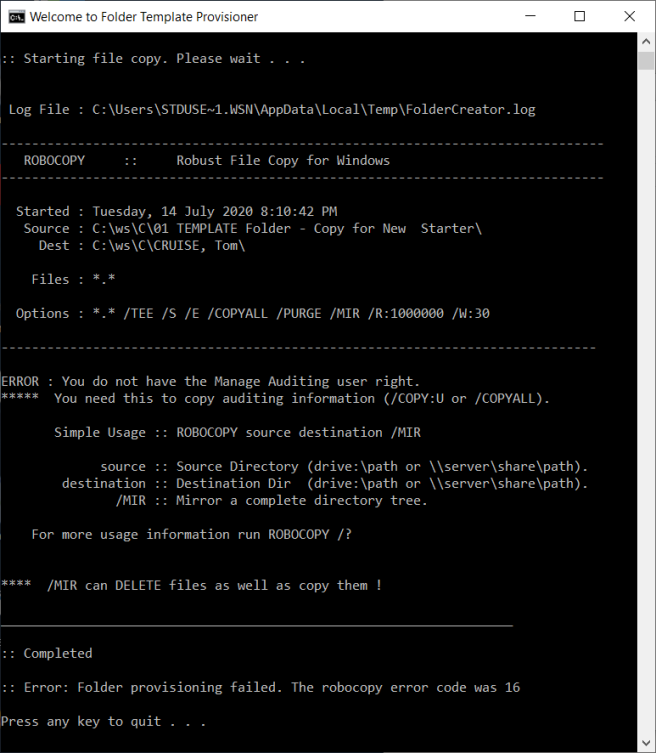 Welcome to Folder Template Provisioner
:: Starting file copy. Please wait . . .
Log File : C:\Users\STDUSE~1.WSN\AppData\Local\Temp\FolderCreator.log
-------------------------------------------------------------------------------
ROBOCOPY     ::     Robust File Copy for Windows
-------------------------------------------------------------------------------
Started : Tuesday, 14 July 2020 8:10:42 PM
Source : C:\ws\C\01 TEMPLATE Folder - Copy for New  Starter\
Dest : C:\ws\C\CRUISE, Tom\
Files : *.*
Options : *.* /TEE /S /E /COPYALL /PURGE /MIR /R:1000000 /W:30
------------------------------------------------------------------------------
ERROR : You do not have the Manage Auditing user right.
*****  You need this to copy auditing information (/COPY:U or /COPYALL).
Simple Usage :: ROBOCOPY source destination /MIR
source :: Source Directory (drive:\path or \\server\share\path).
destination :: Destination Dir  (drive:\path or \\server\share\path).
/MIR :: Mirror a complete directory tree.
For more usage information run ROBOCOPY /?
****  /MIR can DELETE files as well as copy them !
___________________________________________________________________
:: Completed
:: Error: Folder provisioning failed. The robocopy error code was 16
Press any key to quit . . .